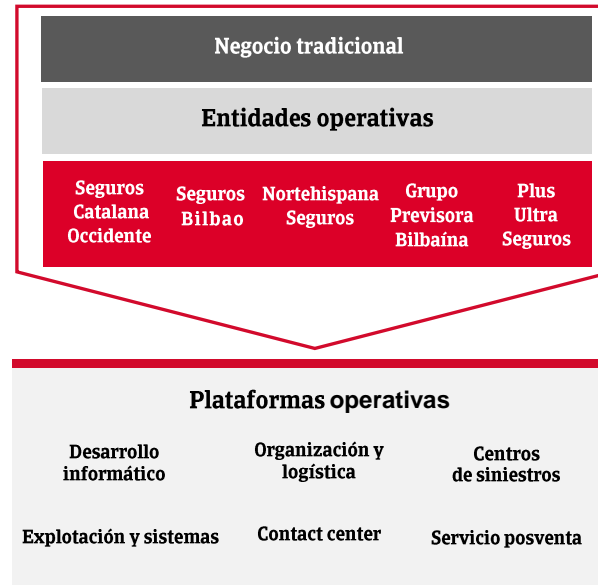 Negocio tradicional
Entidades operativas
Seguros
Catalana
Occidente
Seguros
Bilbao
Nortehispana
Seguros
Grupo
Previsora
Bilbaína
Plus
Ultra
Seguros
Plataformas operativas
Desarrollo
informático
Organización y
logística
Centros
de siniestros
Explotación y sistemas
Contact center
Servicio posventa